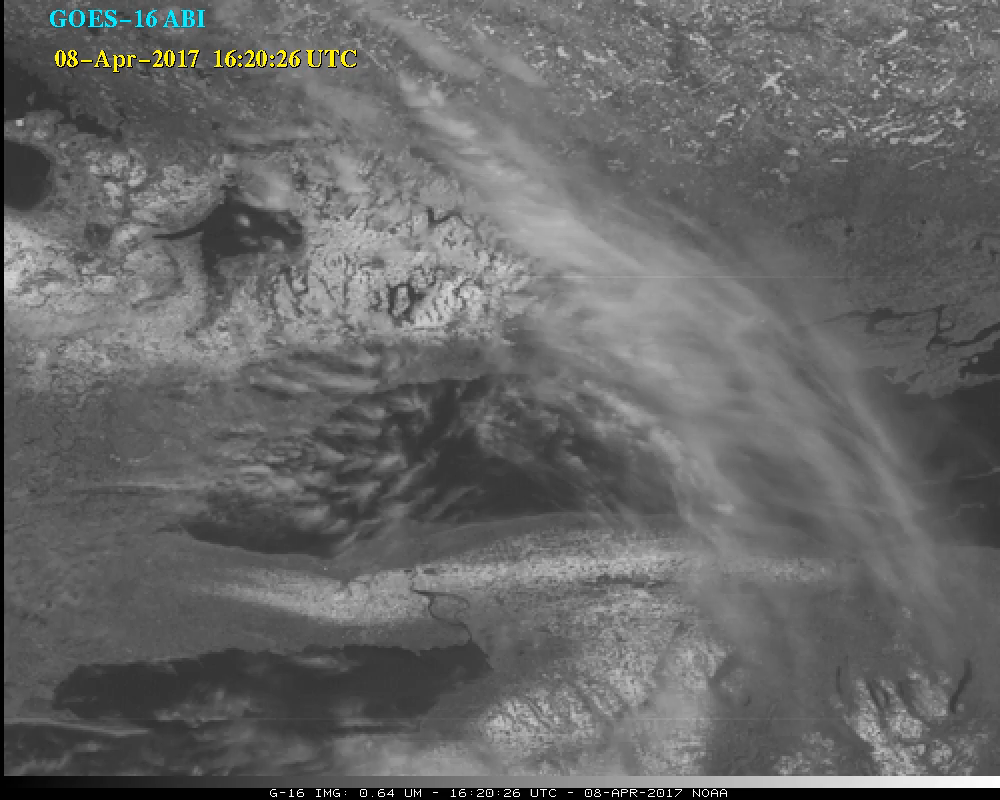 GOES-16 ABI
08-Apr-2017 16:20:26 UTC
G-16 IMG: 0.64 UM - 16:20:26 UTC - 08-APR-2017 NOAA